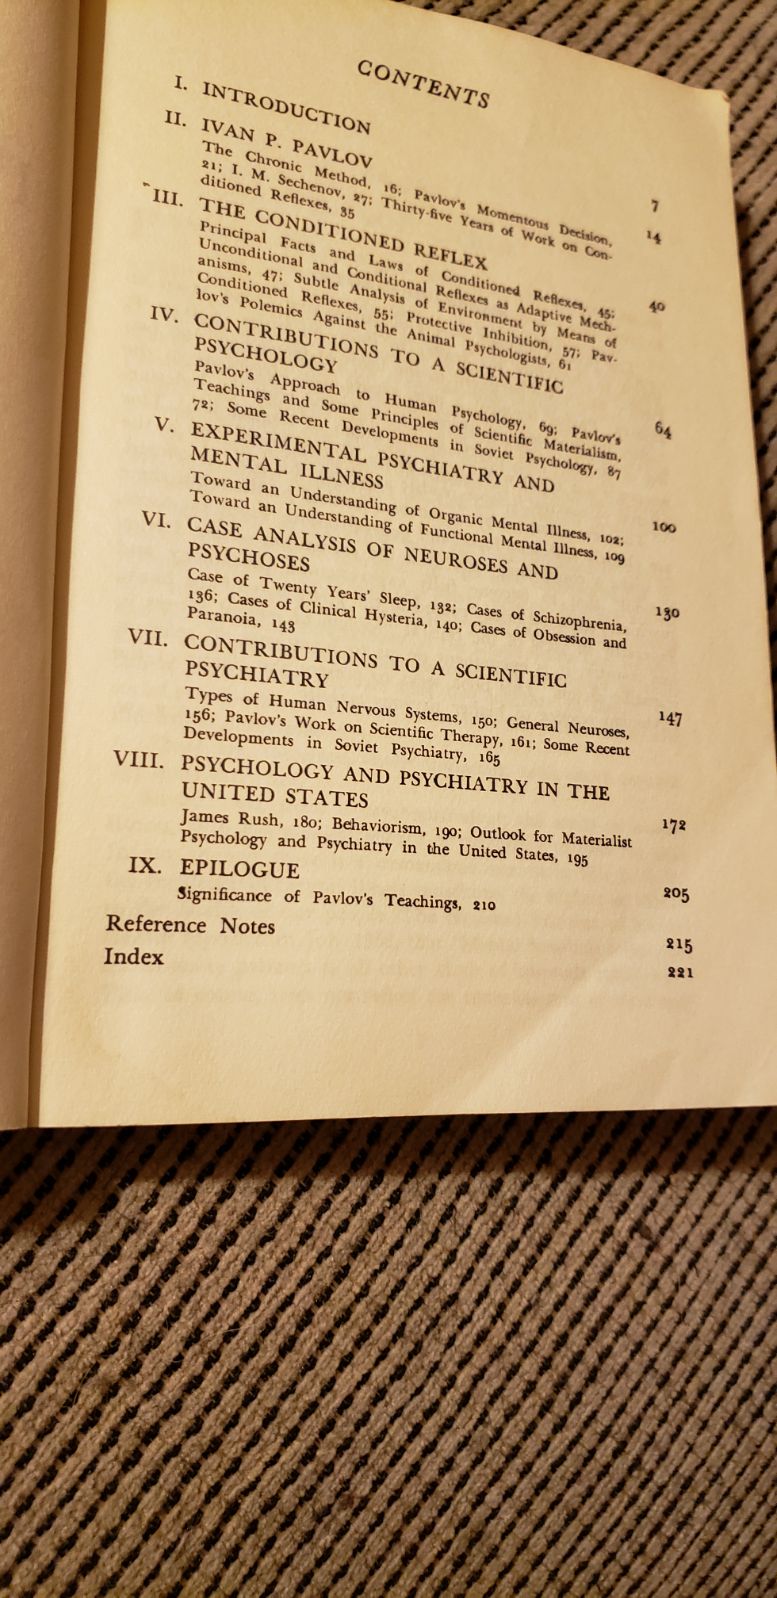 CONTENTS
I. INTRODUCTION 7
II. IVAN P. PAVLOV 14
The Chronic Method, 16; Pavlov's Momentous Decision,
21; I. M. Sechenov, 27; Thirty-five Years of Work on Con-
ditioned Reflexes, 35
III. THE CONDITIONED REFLEX 40
Principal Facts and Laws of Conditioned Reflexes, 45;
Unconditional and Conditional Reflexes as Adaptive Mech-
anisms, 47; Subtle Analysis of Environment by Means of
Conditioned Reflexes, 55; Protective Inhibition, 57; Pav-
lov's Polemics Against the Animal Psychologists, 61
IV. CONTRIBUTIONS TO A SCIENTIFIC
PSYCHOLOGY 64
Pavlov's Approach to Human Psychology, 69; Pavlov's
Teachings and Some Principles of Scientific Materialism,
72; Some Recent Developments in Soviet Psychology, 87
V. EXPERIMENTAL PSYCHIATRY AND
MENTAL ILLNESS 100
Toward an Understanding of Organic Mental Illness, 102;
Toward an Understanding of Functional Mental Illness, 109
VI. CASE ANALYSIS OF NEUROSES AND
PSYCHOSES 130
Case of Twenty Years' Sleep, 132; Cases of Schizophrenia,
136; Cases of Clinical Hysteria, 140; Cases of Obsession and
Paranoia, 143
VII. CONTRIBUTIONS TO A SCIENTIFIC
PSYCHIATRY 147
Types of Human Nervous Systems, 150; General Neuroses,
156; Pavlov's Work on Scientific Therapy, 161; Some Recent
Developments in Soviet Psychiatry, 165
VIII. PSYCHOLOGY AND PSYCHIATRY IN THE
UNITED STATES 172
James Rush, 180; Behaviorism, 190; Outlook for Materialist
Psychology and Psychiatry in the United States, 195
IX. EPILOGUE 205
Significance of Pavlov's Teachings, 210
Reference Notes 215
Index 221